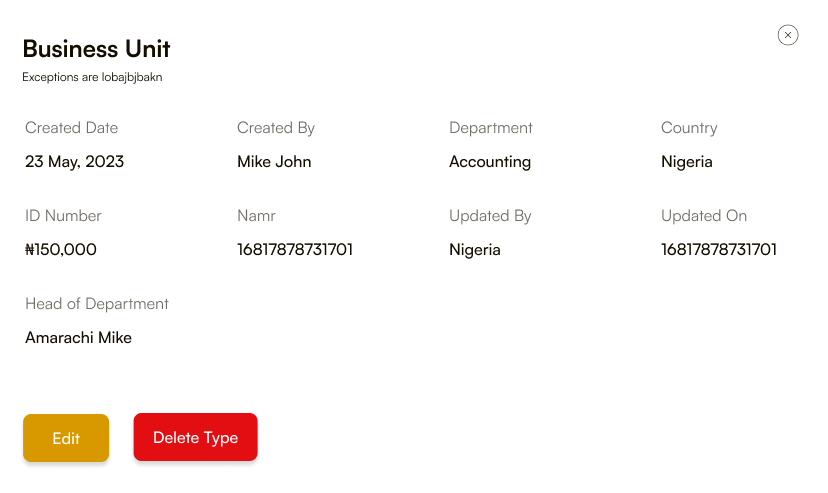 Business Unit
Exceptions are lobajbjbakn
Created Date Created By Department Country
23 May, 2023 Mike John Accounting Nigeria
ID Number Namr Updated By Updated On
₦150,000 16817878731701 Nigeria 16817878731701
Head of Department
Amarachi Mike
Edit Delete Type